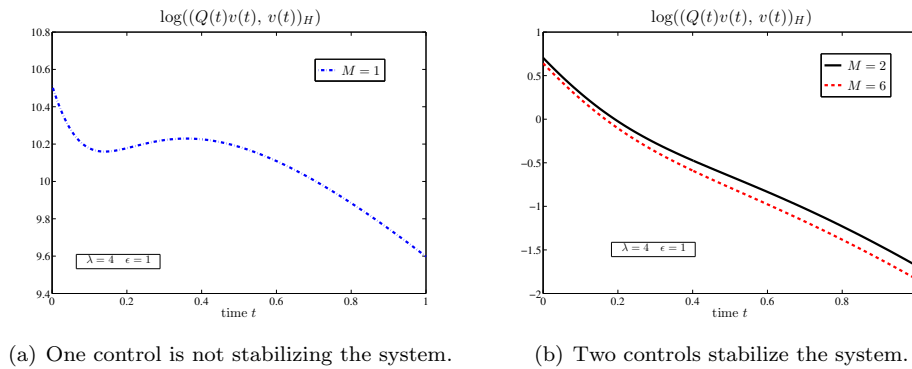 log((Q(t)v(t), v(t))_H)
10.8
10.6
10.4
10.2
10
9.8
9.6
9.4
M = 1
λ = 4 ϵ = 1
0 0.2 0.4 0.6 0.8 1
time t
(a) One control is not stabilizing the system.
log((Q(t)v(t), v(t))_H)
1
0.5
0
−0.5
−1
−1.5
−2
M = 2
M = 6
λ = 4 ϵ = 1
0 0.2 0.4 0.6 0.8
time t
(b) Two controls stabilize the system.